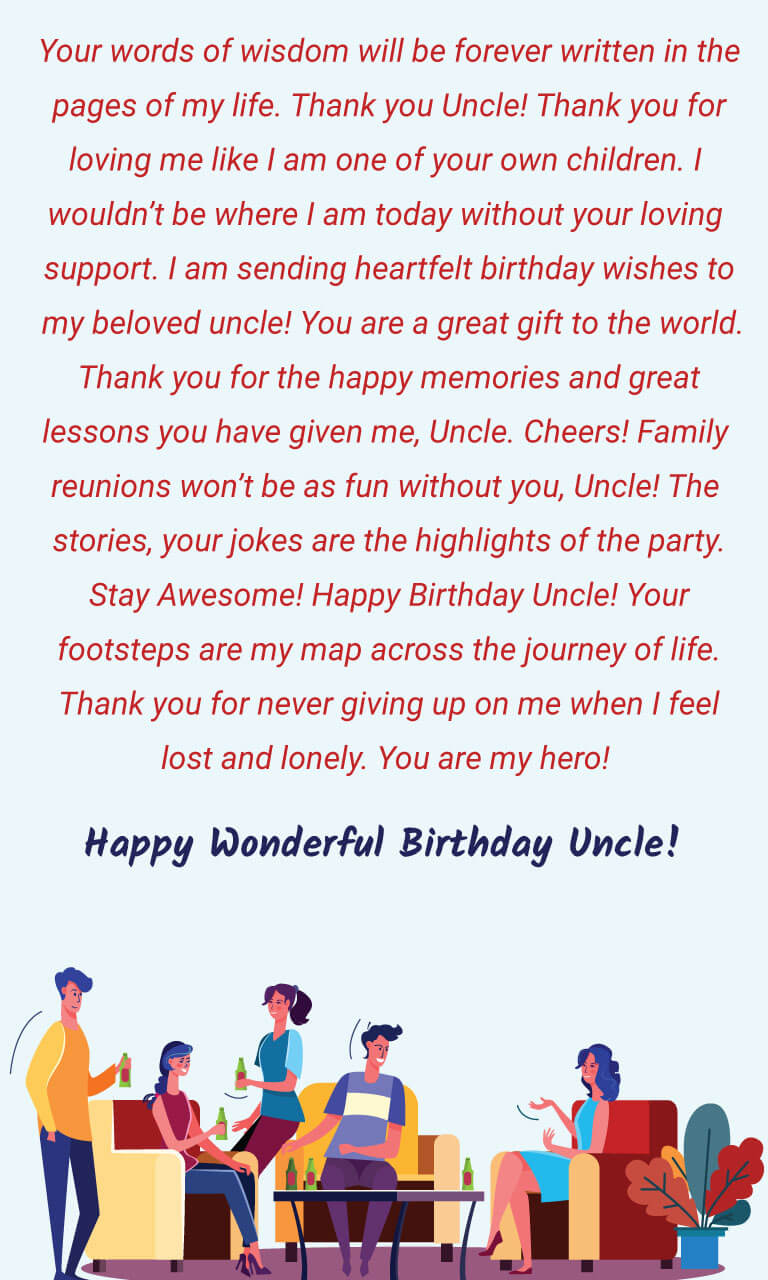 Your words of wisdom will be forever written in the
pages of my life. Thank you Uncle! Thank you for
loving me like I am one of your own children. I
wouldn’t be where I am today without your loving
support. I am sending heartfelt birthday wishes to
my beloved uncle! You are a great gift to the world.
Thank you for the happy memories and great
lessons you have given me, Uncle. Cheers! Family
reunions won’t be as fun without you, Uncle! The
stories, your jokes are the highlights of the party.
Stay Awesome! Happy Birthday Uncle! Your
footsteps are my map across the journey of life.
Thank you for never giving up on me when I feel
lost and lonely. You are my hero!
Happy Wonderful Birthday Uncle!